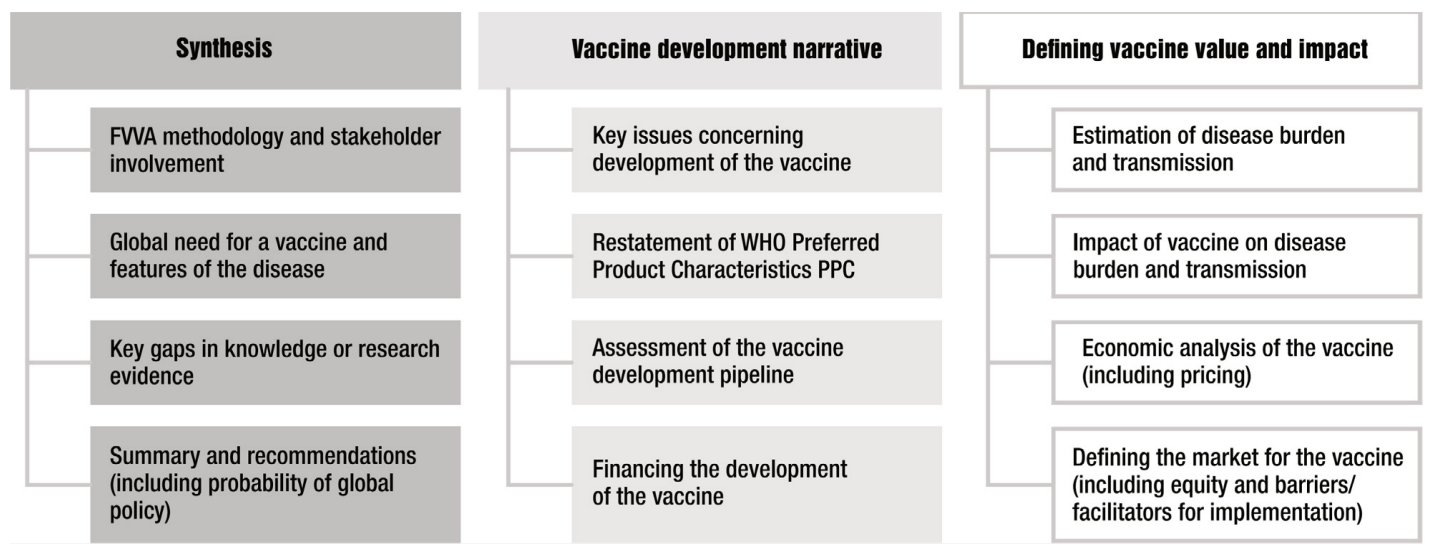 Synthesis
FVVA methodology and stakeholder
involvement
Global need for a vaccine and
features of the disease
Key gaps in knowledge or research
evidence
Summary and recommendations
(including probability of global
policy)
Vaccine development narrative
Key issues concerning
development of the vaccine
Restatement of WHO Preferred
Product Characteristics PPC
Assessment of the vaccine
development pipeline
Financing the development
of the vaccine
Defining vaccine value and impact
Estimation of disease burden
and transmission
Impact of vaccine on disease
burden and transmission
Economic analysis of the vaccine
(including pricing)
Defining the market for the vaccine
(including equity and barriers/
facilitators for implementation)